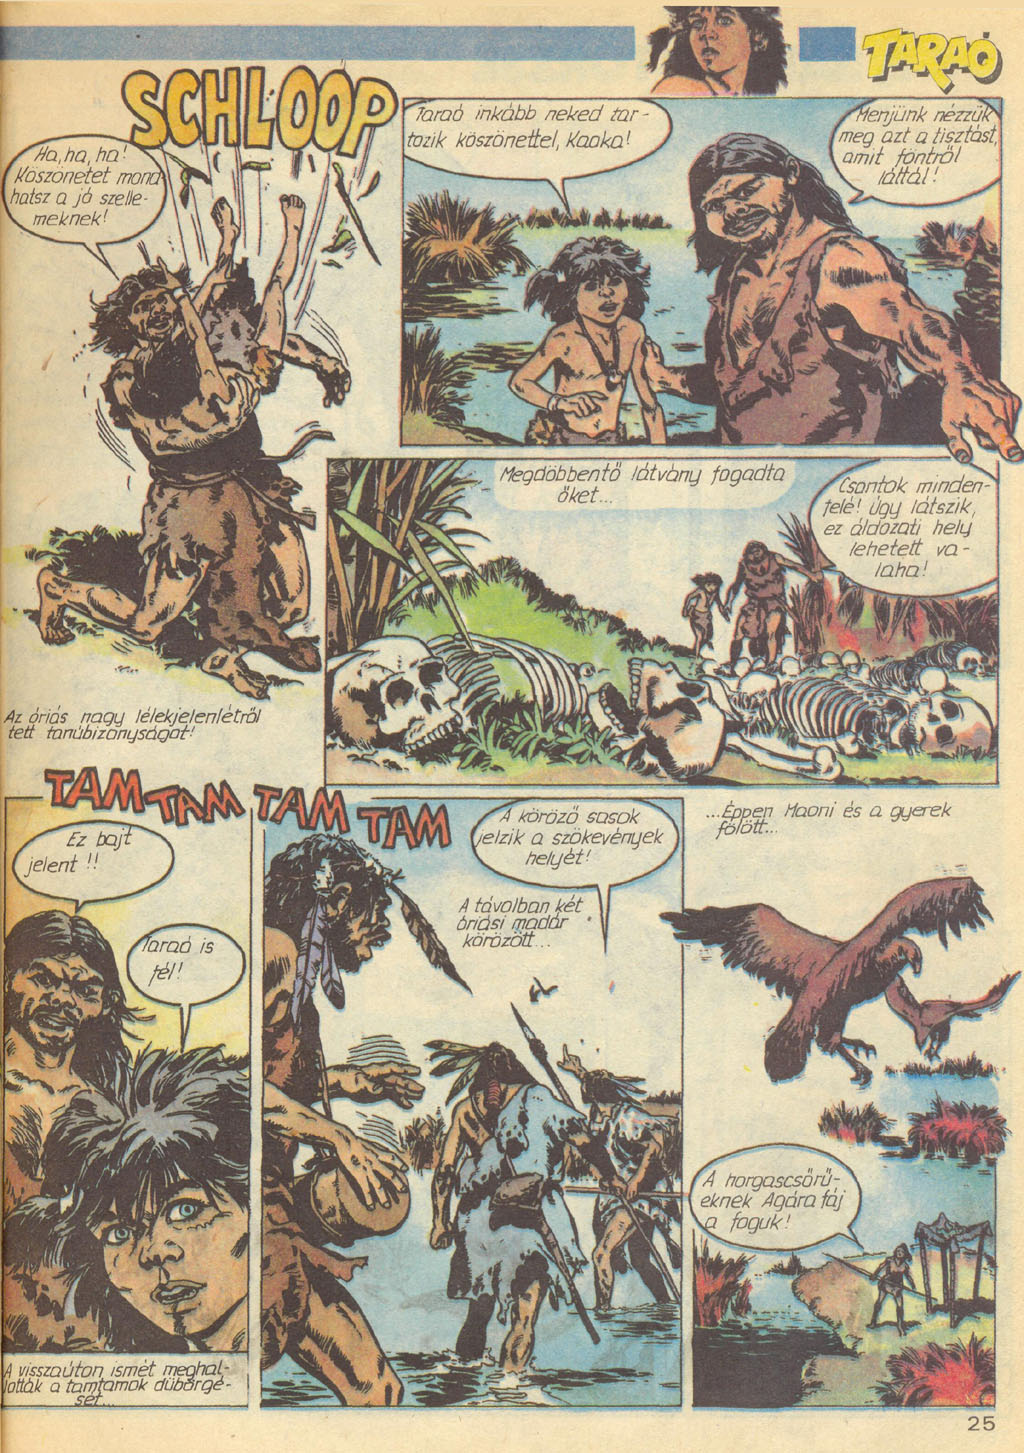 TARAÓ
SCHLOOP
Ha, ha, ha!
Köszönetet mond-
hatsz a jó szelle-
meknek!
Az óriás nagy lélekjelenlétről
tett tanúbizonyságot!
Taraó inkább neked tar-
tozik köszönettel, Kaoka!
Menjünk nézzük
meg azt a tisztást,
amit föntről
láttál!
Megdöbbentő látvány fogadta
őket...
Csontok minden-
felé! Úgy látszik,
ez áldozati hely
lehetett va-
laha!
TAM TAM TAM TAM
Ez bajt
jelent!!
Taraó is
fél!
A visszaúton ismét meghal-
lották a tamtamok dübörgé-
sét...
A köröző sasok
jelzik a szökevények
helyét!
A távolban két
óriási madár
körözött...
...Éppen Maoni és a gyerek
fölött...
A horgascsőrű-
eknek Agára fáj
a foguk!
25